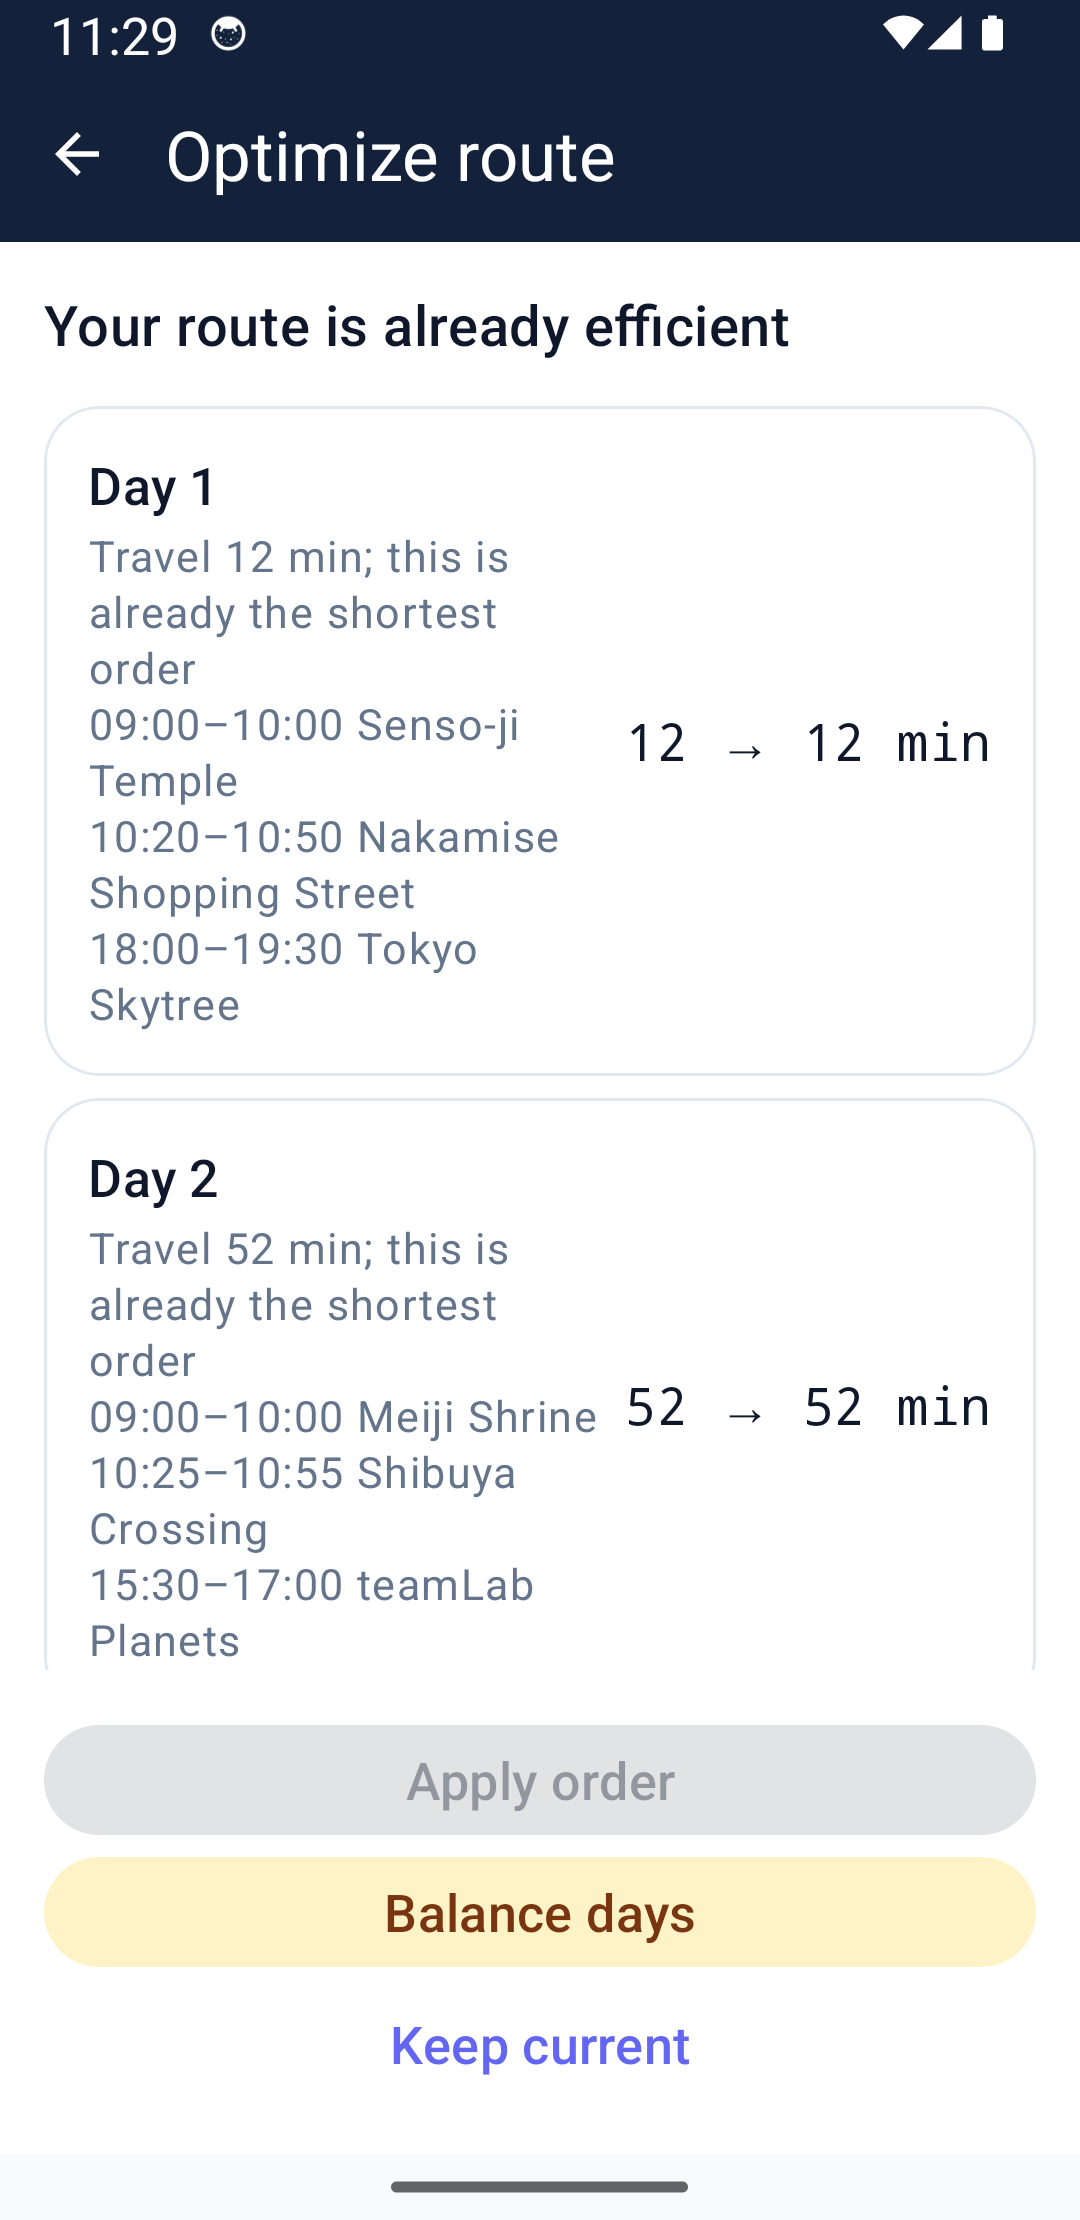 11:29
Optimize route
Your route is already efficient
Day 1
Travel 12 min; this is
already the shortest
order
09:00–10:00 Senso-ji
Temple
10:20–10:50 Nakamise
Shopping Street
18:00–19:30 Tokyo
Skytree
12 → 12 min
Day 2
Travel 52 min; this is
already the shortest
order
09:00–10:00 Meiji Shrine
10:25–10:55 Shibuya
Crossing
15:30–17:00 teamLab
Planets
52 → 52 min
Apply order
Balance days
Keep current